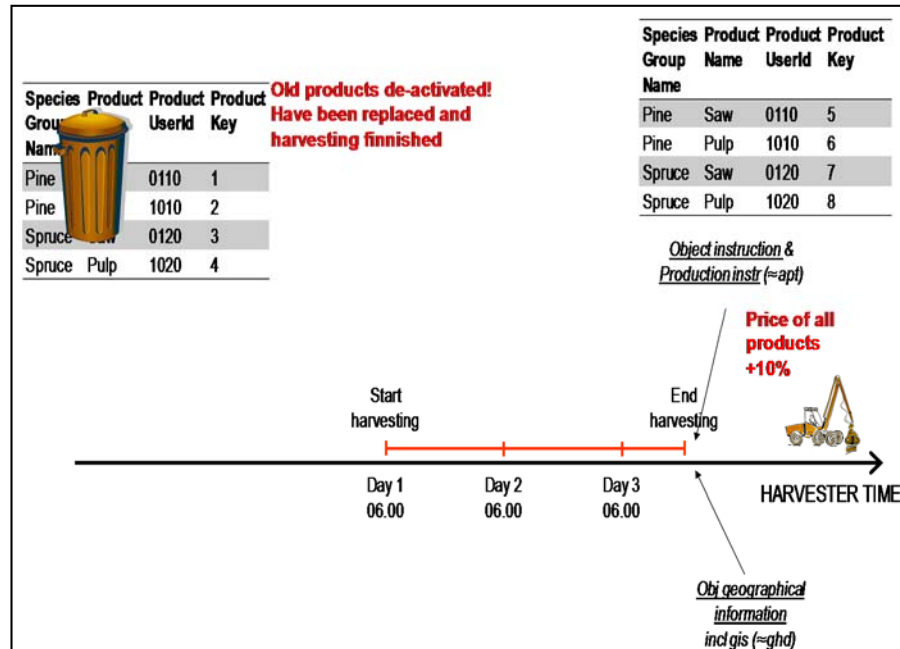 Species Product Product Product
Group Name UserId Key
Name
Pine Saw 0110 5
Pine Pulp 1010 6
Spruce Saw 0120 7
Spruce Pulp 1020 8
Old products de-activated!
Have been replaced and
harvesting finnished
Species Product Product Product
Group UserId Key
Name
Pine 0110 1
Pine 1010 2
Spruce Saw 0120 3
Spruce Pulp 1020 4
Object instruction &
Production instr (≈apt)
Price of all
products
+10%
Start
harvesting
End
harvesting
Day 1
06.00
Day 2
06.00
Day 3
06.00
HARVESTER TIME
Obj geographical
information
incl gis (≈ghd)